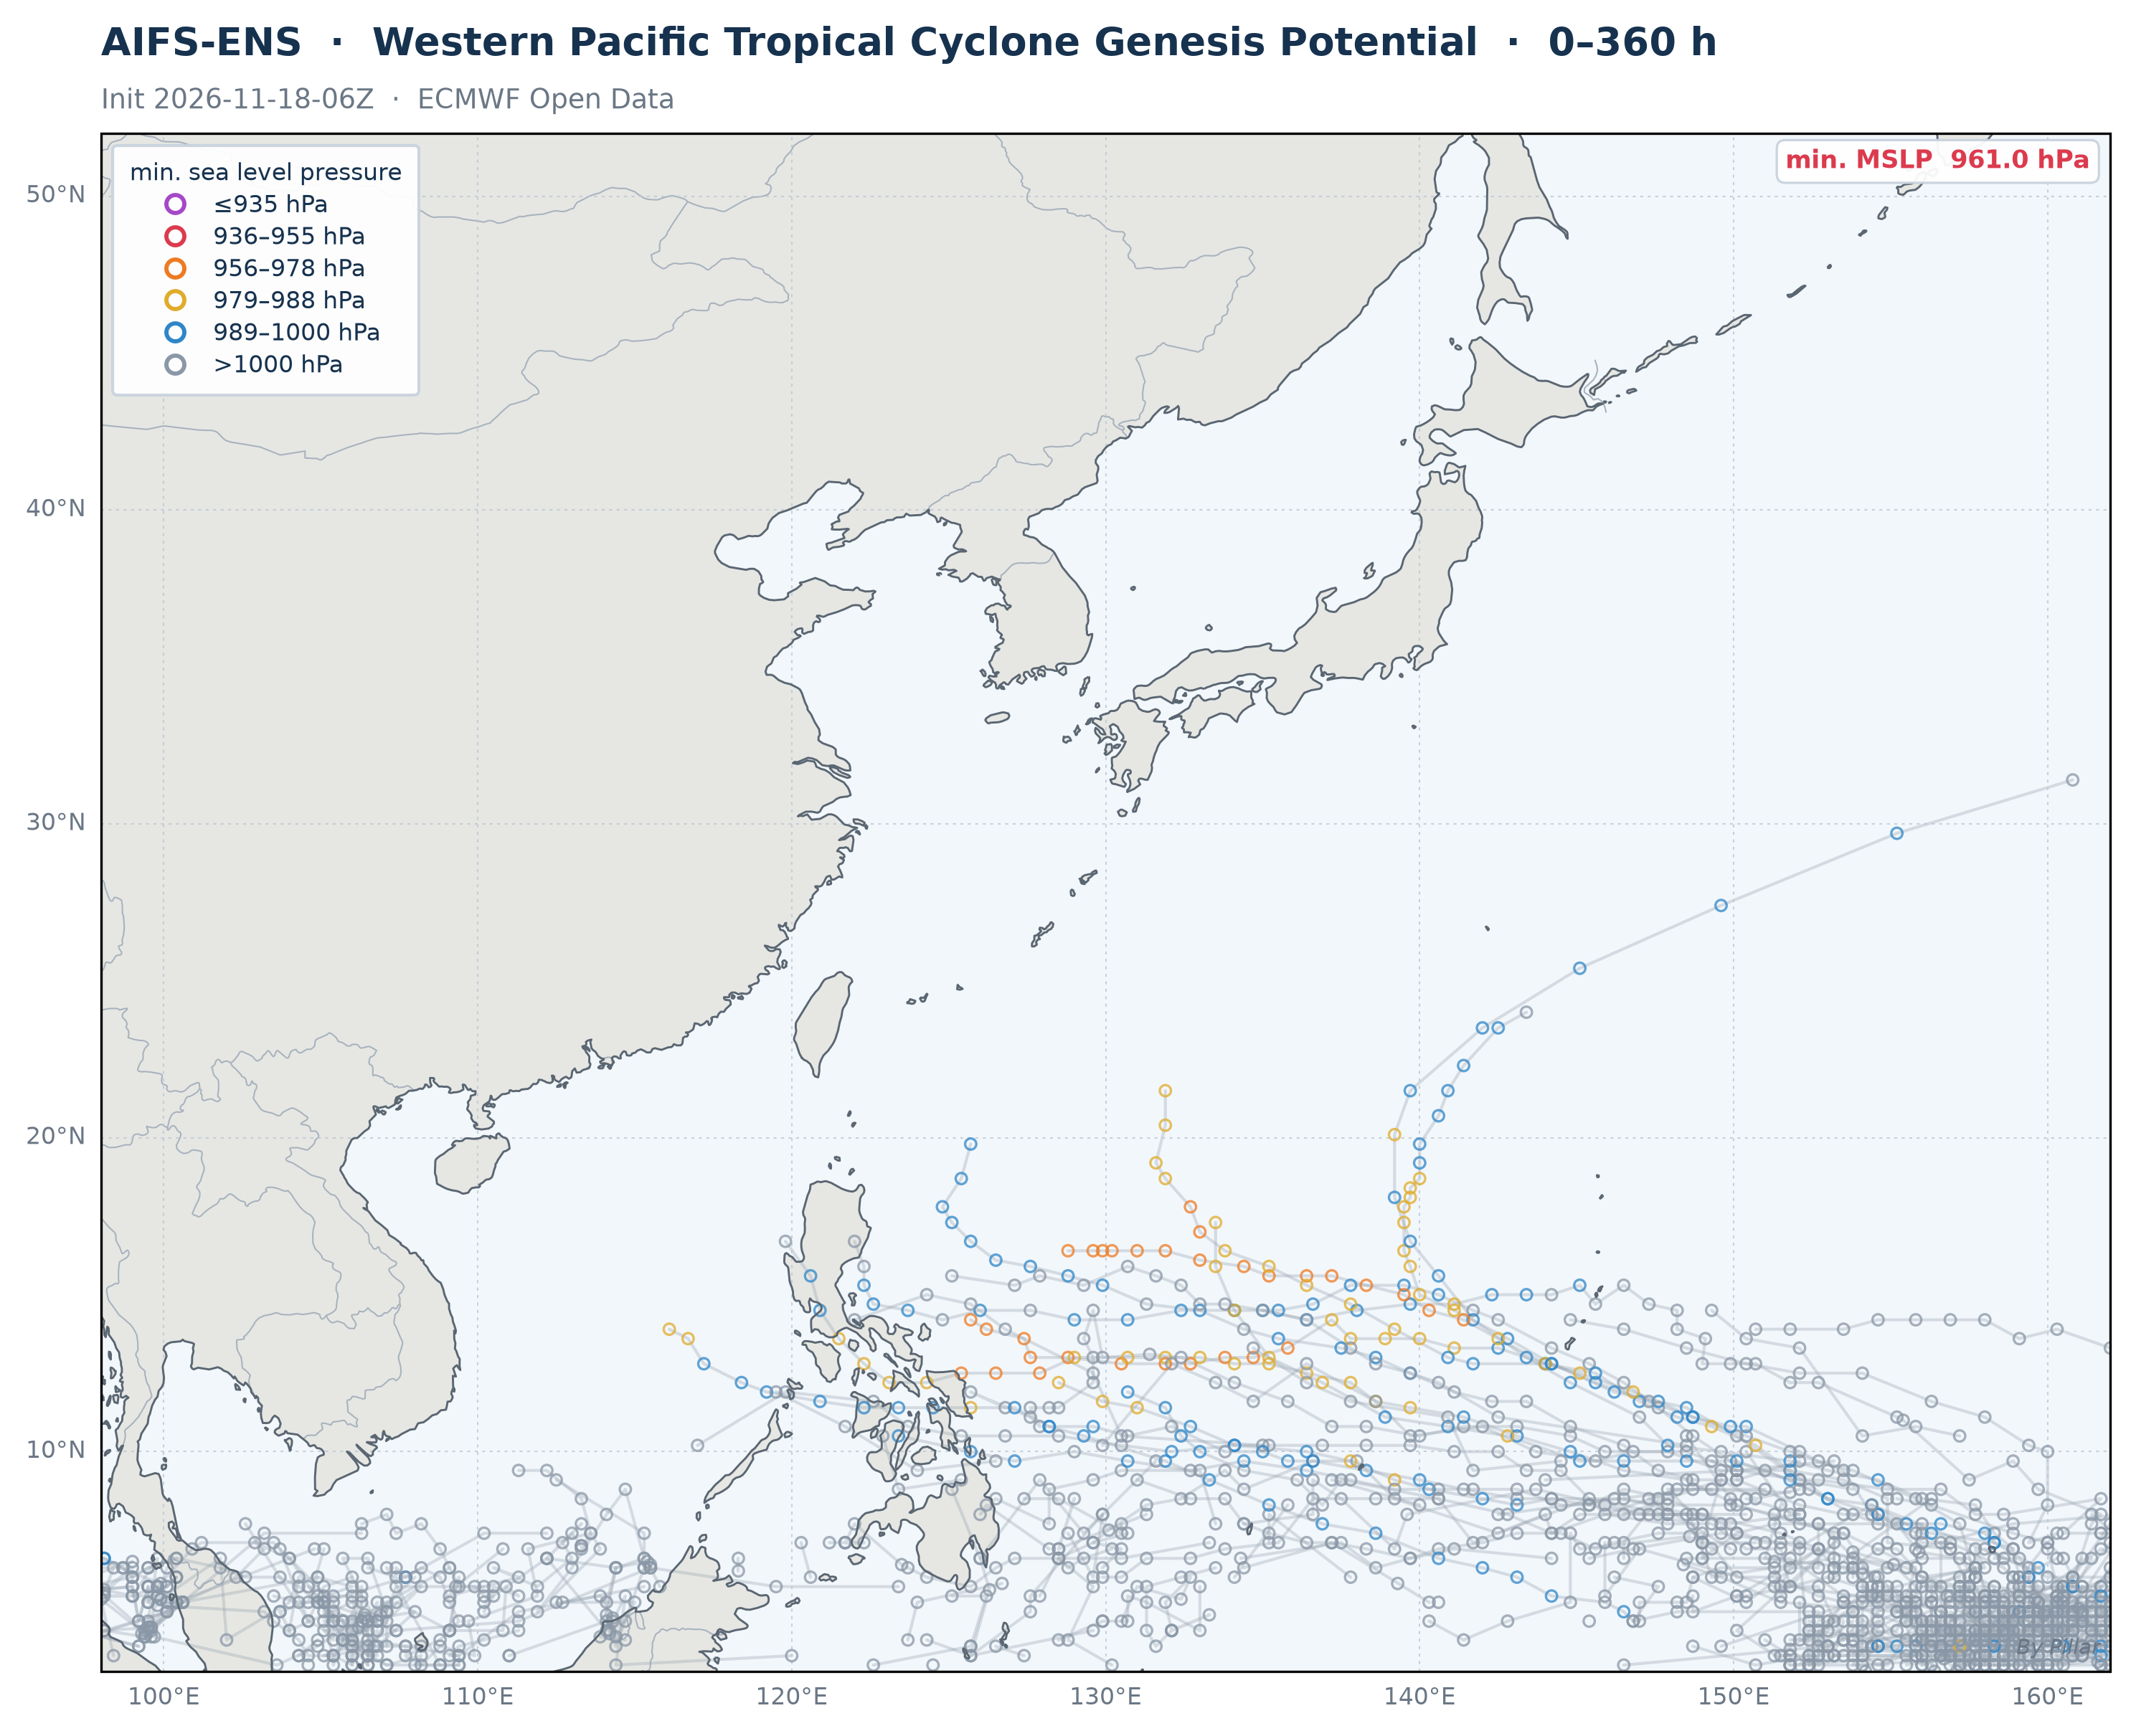 AIFS-ENS · Western Pacific Tropical Cyclone Genesis Potential · 0–360 h
Init 2026-11-18-06Z · ECMWF Open Data
min. sea level pressure
≤935 hPa
936–955 hPa
956–978 hPa
979–988 hPa
989–1000 hPa
>1000 hPa
min. MSLP 961.0 hPa
50°N
40°N
30°N
20°N
10°N
By Pillar
100°E
110°E
120°E
130°E
140°E
150°E
160°E